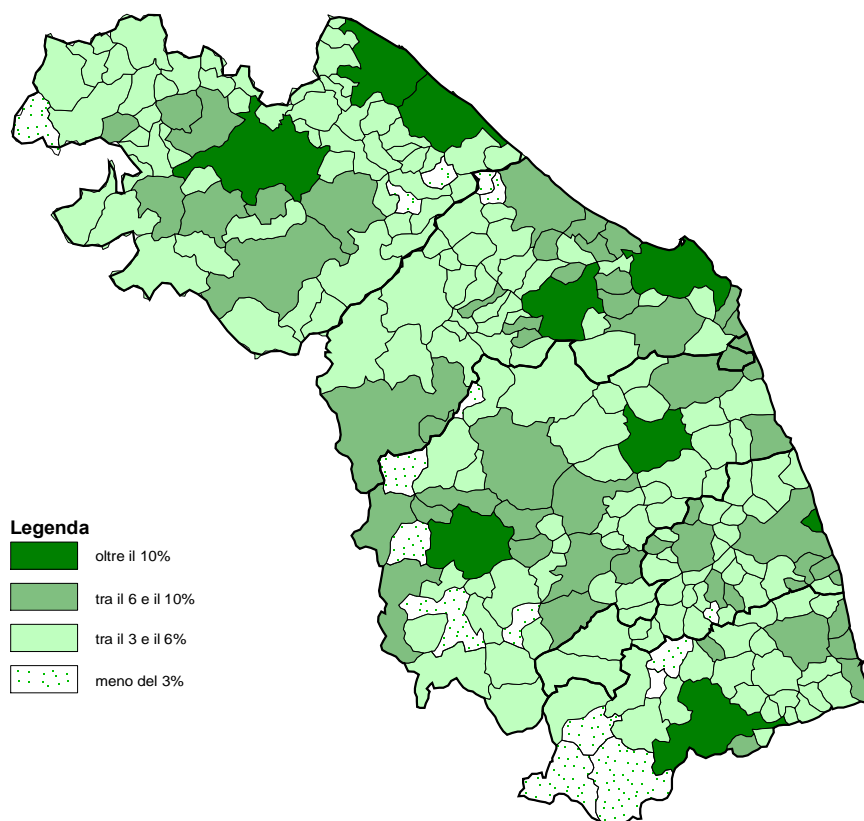 Legenda
oltre il 10%
tra il 6 e il 10%
tra il 3 e il 6%
meno del 3%